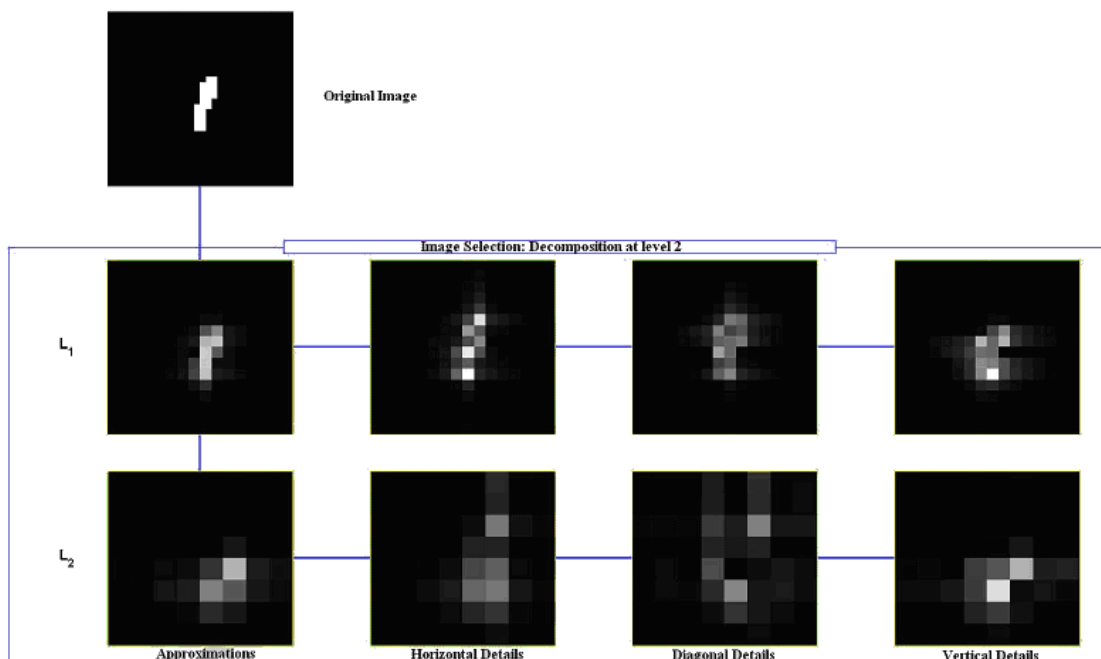 Original Image
Image Selection: Decomposition at level 2
L1
L2
Approximations
Horizontal Details
Diagonal Details
Vertical Details